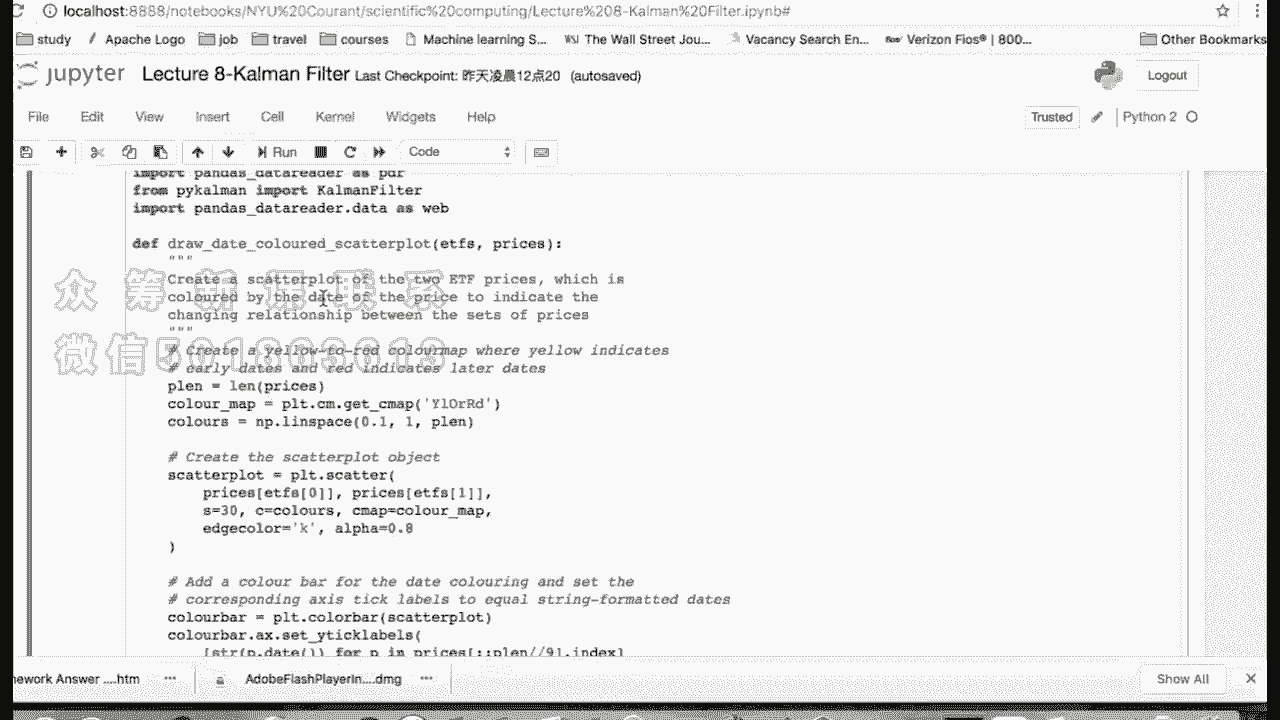 localhost:8888/notebooks/NYU%20Courant/scientific%20computing/Lecture%208-Kalman%20Filter.ipynb#
study Apache Logo job travel courses Machine learning S... WSJ The Wall Street Jou... Vacancy Search En... Verizon Fios® | 800... Other Bookmarks
jupyter Lecture 8-Kalman Filter Last Checkpoint: 昨天凌晨12点20 (autosaved) Logout
File Edit View Insert Cell Kernel Widgets Help Trusted Python 2
Run Code
import pandas_datareader as pdr
from pykalman import KalmanFilter
import pandas_datareader.data as web
def draw_date_coloured_scatterplot(etfs, prices):
"""
Create a scatterplot of the two ETF prices, which is
coloured by the date of the price to indicate the
changing relationship between the sets of prices
"""
# Create a yellow-to-red colourmap where yellow indicates
# early dates and red indicates later dates
plen = len(prices)
colour_map = plt.cm.get_cmap('YlOrRd')
colours = np.linspace(0.1, 1, plen)
# Create the scatterplot object
scatterplot = plt.scatter(
prices[etfs[0]], prices[etfs[1]],
s=30, c=colours, cmap=colour_map,
edgecolor='k', alpha=0.8
)
# Add a colour bar for the date colouring and set the
# corresponding axis tick labels to equal string-formatted dates
colourbar = plt.colorbar(scatterplot)
colourbar.ax.set_yticklabels(
[str(p.date()) for p in prices[::plen//9].index]
nework Answer ....htm AdobeFlashPlayerIn....dmg Show All